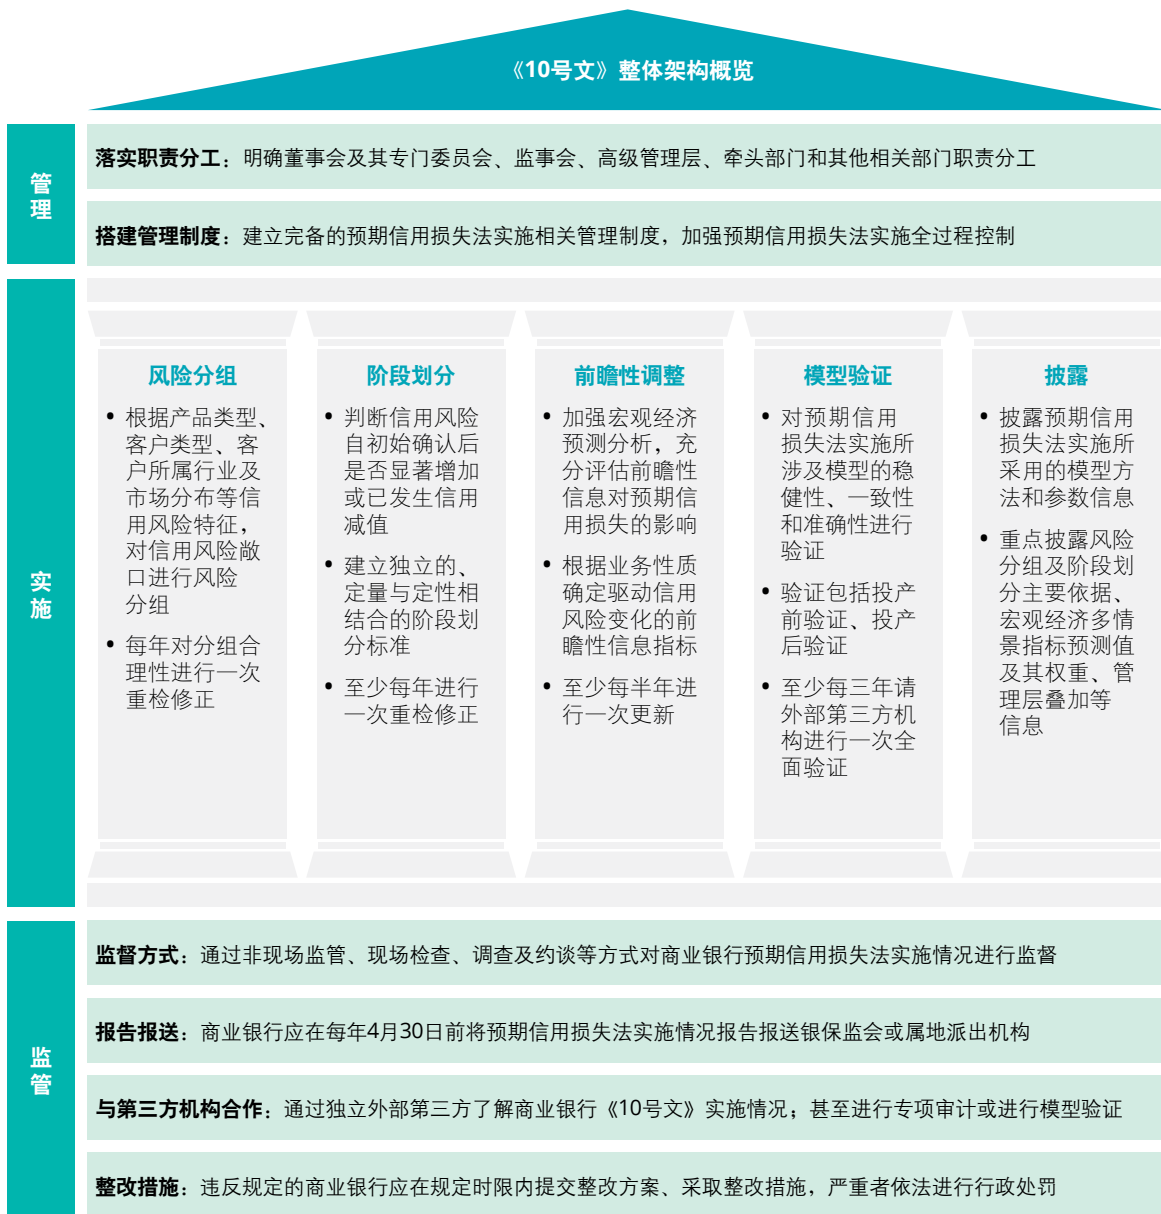 《10号文》整体架构概览
管
理
落实职责分工：明确董事会及其专门委员会、监事会、高级管理层、牵头部门和其他相关部门职责分工
搭建管理制度：建立完备的预期信用损失法实施相关管理制度，加强预期信用损失法实施全过程控制
实
施
风险分组
• 根据产品类型、
客户类型、客
户所属行业及
市场分布等信
用风险特征，
对信用风险敞
口进行风险
分组
• 每年对分组合
理性进行一次
重检修正
阶段划分
• 判断信用风险
自初始确认后
是否显著增加
或已发生信用
减值
• 建立独立的、
定量与定性相
结合的阶段划
分标准
• 至少每年进行
一次重检修正
前瞻性调整
• 加强宏观经济
预测分析，充
分评估前瞻性
信息对预期信
用损失的影响
• 根据业务性质
确定驱动信用
风险变化的前
瞻性信息指标
• 至少每半年进
行一次更新
模型验证
• 对预期信用
损失法实施所
涉及模型的稳
健性、一致性
和准确性进行
验证
• 验证包括投产
前验证、投产
后验证
• 至少每三年请
外部第三方机
构进行一次全
面验证
披露
• 披露预期信用
损失法实施所
采用的模型方
法和参数信息
• 重点披露风险
分组及阶段划
分主要依据、
宏观经济多情
景指标预测值
及其权重、管
理层叠加等
信息
监
管
监督方式：通过非现场监管、现场检查、调查及约谈等方式对商业银行预期信用损失法实施情况进行监督
报告报送：商业银行应在每年4月30日前将预期信用损失法实施情况报告报送银保监会或属地派出机构
与第三方机构合作：通过独立外部第三方了解商业银行《10号文》实施情况；甚至进行专项审计或进行模型验证
整改措施：违反规定的商业银行应在规定时限内提交整改方案、采取整改措施，严重者依法进行行政处罚